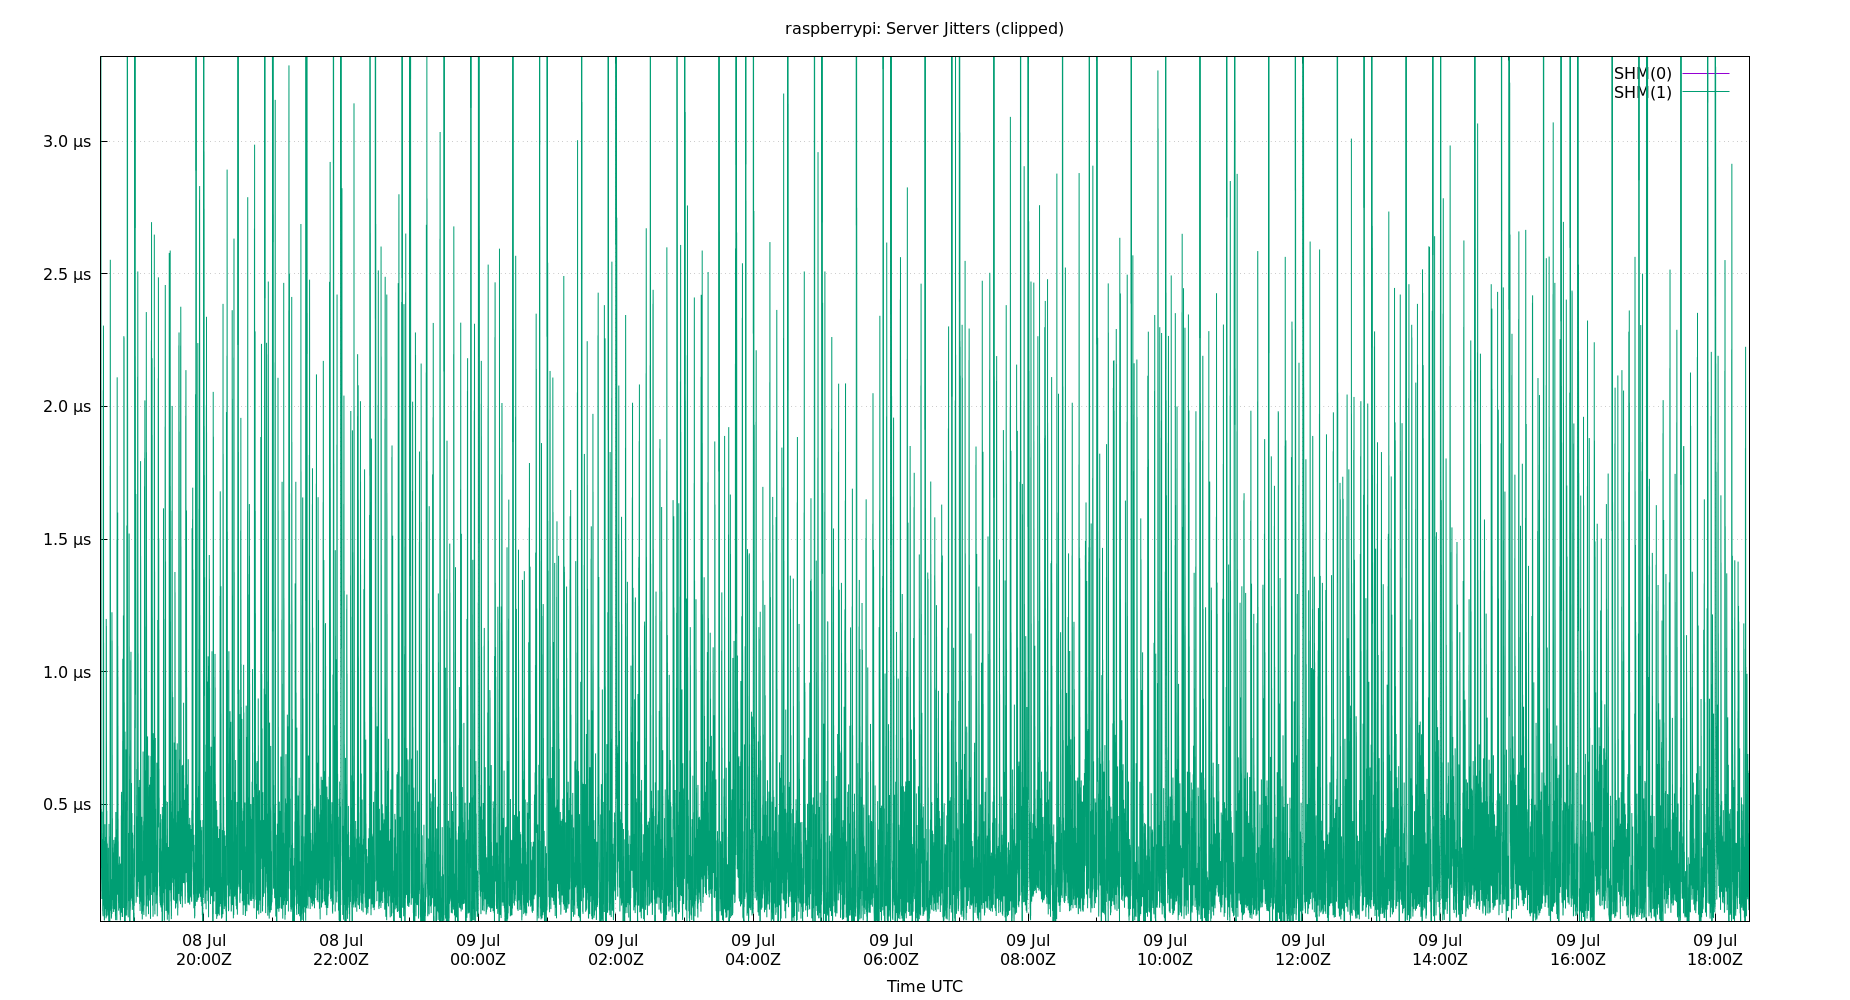 raspberrypi: Server Jitters (clipped)
SHM(0)
SHM(1)
3.0 µs
2.5 µs
2.0 µs
1.5 µs
1.0 µs
0.5 µs
08 Jul 08 Jul 09 Jul 09 Jul 09 Jul 09 Jul 09 Jul 09 Jul 09 Jul 09 Jul 09 Jul 09 Jul
20:00Z 22:00Z 00:00Z 02:00Z 04:00Z 06:00Z 08:00Z 10:00Z 12:00Z 14:00Z 16:00Z 18:00Z
Time UTC